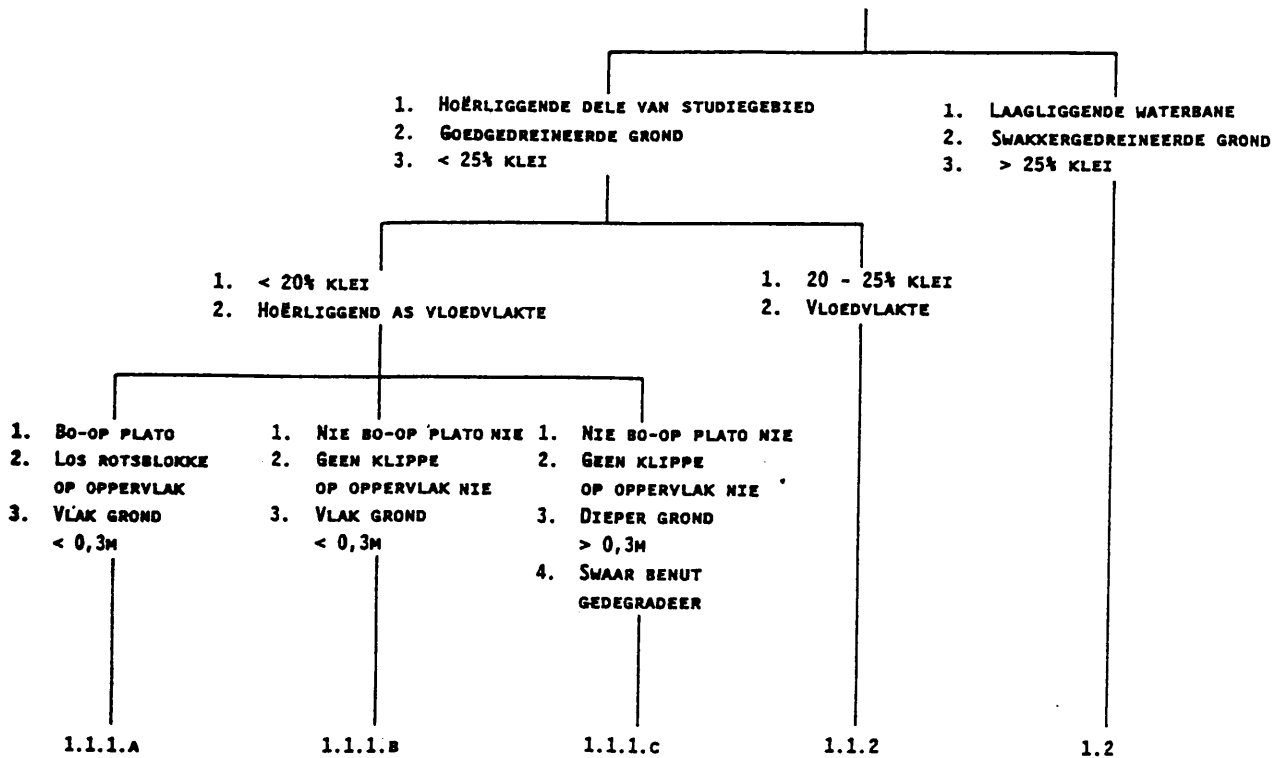 1. HOËRLIGGENDE DELE VAN STUDIEGEBIED
2. GOEDGEDREINEERDE GROND
3. < 25% KLEI
1. LAAGLIGGENDE WATERBANE
2. SWAKKERGEDREINEERDE GROND
3. > 25% KLEI
1. < 20% KLEI
2. HOËRLIGGEND AS VLOEDVLAKTE
1. 20 - 25% KLEI
2. VLOEDVLAKTE
1. BO-OP PLATO
2. LOS ROTSBLOKKE
OP OPPERVLAK
3. VLAK GROND
< 0,3M
1. NIE BO-OP PLATO NIE
2. GEEN KLIPPE
OP OPPERVLAK NIE
3. VLAK GROND
< 0,3M
1. NIE BO-OP PLATO NIE
2. GEEN KLIPPE
OP OPPERVLAK NIE
3. DIEPER GROND
> 0,3M
4. SWAAR BENUT
GEDEGRADEER
1.1.1.A
1.1.1.B
1.1.1.C
1.1.2
1.2